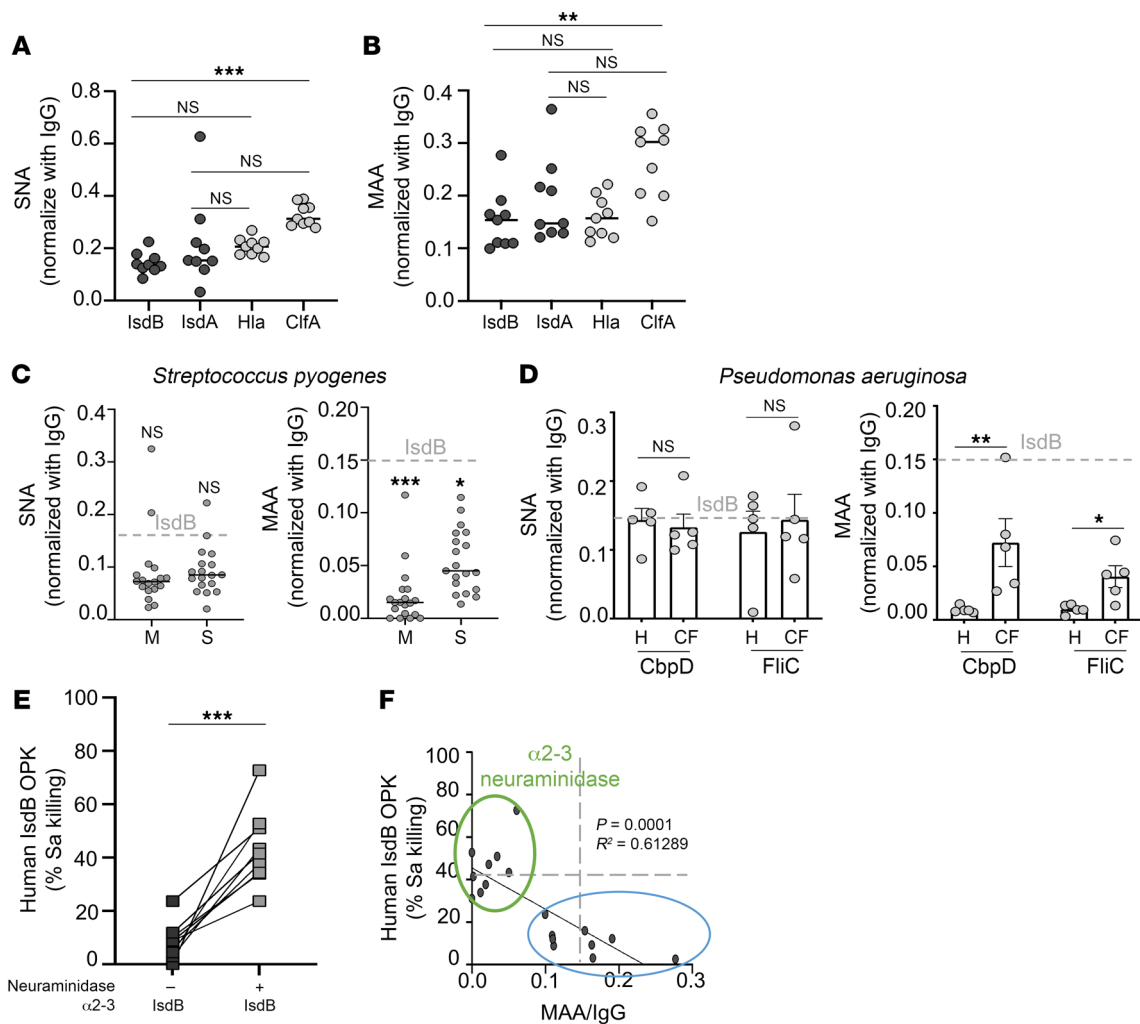 A
SNA
(normalize with IgG)
0.8
0.6
0.4
0.2
0.0
***
NS
NS
NS
IsdB IsdA Hla ClfA
B
MAA
(normalized with IgG)
0.4
0.3
0.2
0.1
0.0
**
NS
NS
NS
IsdB IsdA Hla ClfA
C
Streptococcus pyogenes
SNA
(normalized with IgG)
0.4
0.3
0.2
0.1
0.0
NS
NS
IsdB
M S
MAA
(normalized with IgG)
0.20
0.15
0.10
0.05
0.00
IsdB
*** *
M S
D
Pseudomonas aeruginosa
SNA
(normalized with IgG)
0.3
0.2
0.1
0.0
NS
NS
IsdB
H CF H CF
CbpD FliC
MAA
(normalized with IgG)
0.20
0.15
0.10
0.05
0.00
**
IsdB
*
H CF H CF
CbpD FliC
E
Human IsdB OPK
(% Sa killing)
100
80
60
40
20
0
***
Neuraminidase – +
α2-3 IsdB IsdB
F
Human IsdB OPK
(% Sa killing)
100
80
60
40
20
0
α2-3
neuraminidase
P = 0.0001
R² = 0.61289
0.0 0.1 0.2 0.3
MAA/IgG